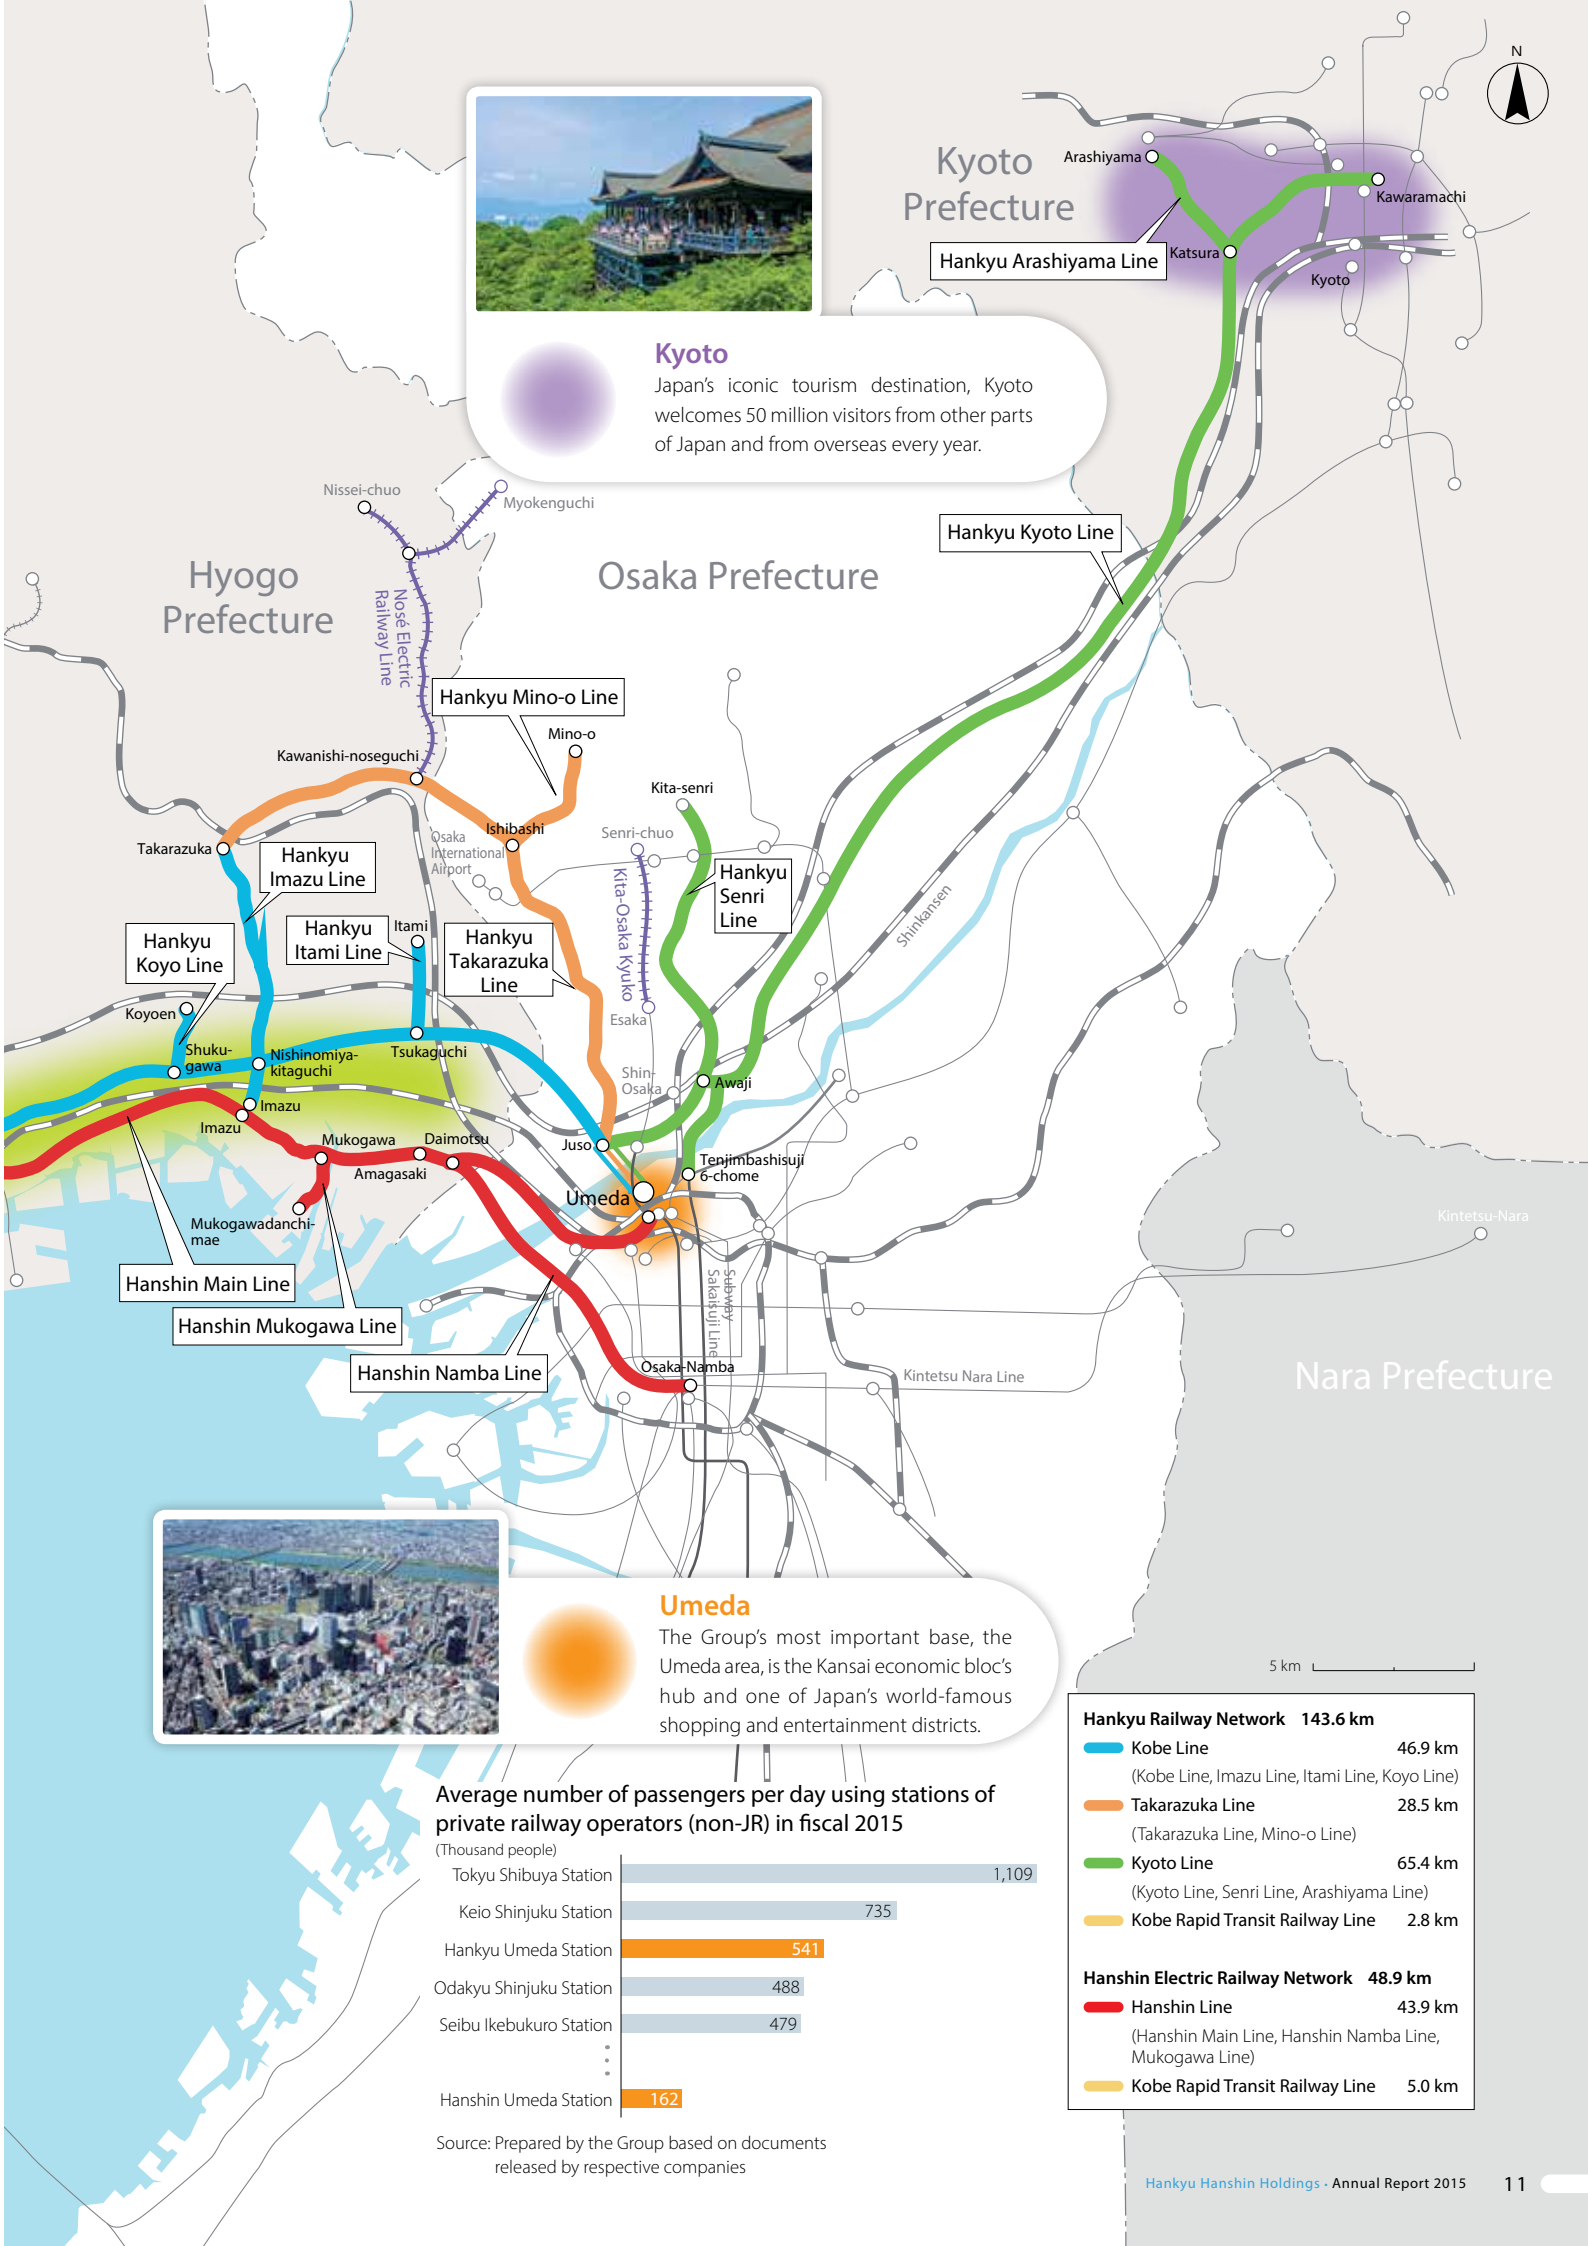 N
Kyoto
Prefecture
Arashiyama
Kawaramachi
Hankyu Arashiyama Line
Katsura
Kyoto
Kyoto
Japan's iconic tourism destination, Kyoto
welcomes 50 million visitors from other parts
of Japan and from overseas every year.
Nissei-chuo
Myokenguchi
Hankyu Kyoto Line
Hyogo
Prefecture
Osaka Prefecture
Nosé Electric
Railway Line
Hankyu Mino-o Line
Mino-o
Kawanishi-noseguchi
Kita-senri
Ishibashi
Senri-chuo
Osaka
International
Airport
Takarazuka
Hankyu
Imazu Line
Hankyu
Senri
Line
Kita-Osaka Kyuko
Shinkansen
Hankyu
Koyo Line
Hankyu
Itami Line
Itami
Hankyu
Takarazuka
Line
Koyoen
Esaka
Shuku-
gawa
Nishinomiya-
kitaguchi
Tsukaguchi
Shin-
Osaka
Awaji
Imazu
Imazu
Mukogawa
Daimotsu
Juso
Amagasaki
Tenjimbashisuji
6-chome
Umeda
Mukogawadanchi-
mae
Kintetsu-Nara
Hanshin Main Line
Subway
Sakaisuji Line
Hanshin Mukogawa Line
Hanshin Namba Line
Osaka-Namba
Kintetsu Nara Line
Nara Prefecture
Umeda
The Group's most important base, the
Umeda area, is the Kansai economic bloc's
hub and one of Japan's world-famous
shopping and entertainment districts.
5 km
Hankyu Railway Network 143.6 km
Kobe Line 46.9 km
(Kobe Line, Imazu Line, Itami Line, Koyo Line)
Takarazuka Line 28.5 km
(Takarazuka Line, Mino-o Line)
Kyoto Line 65.4 km
(Kyoto Line, Senri Line, Arashiyama Line)
Kobe Rapid Transit Railway Line 2.8 km
Hanshin Electric Railway Network 48.9 km
Hanshin Line 43.9 km
(Hanshin Main Line, Hanshin Namba Line,
Mukogawa Line)
Kobe Rapid Transit Railway Line 5.0 km
Average number of passengers per day using stations of
private railway operators (non-JR) in fiscal 2015
(Thousand people)
Tokyu Shibuya Station 1,109
Keio Shinjuku Station 735
Hankyu Umeda Station 541
Odakyu Shinjuku Station 488
Seibu Ikebukuro Station 479
Hanshin Umeda Station 162
Source: Prepared by the Group based on documents
released by respective companies
Hankyu Hanshin Holdings • Annual Report 2015 11